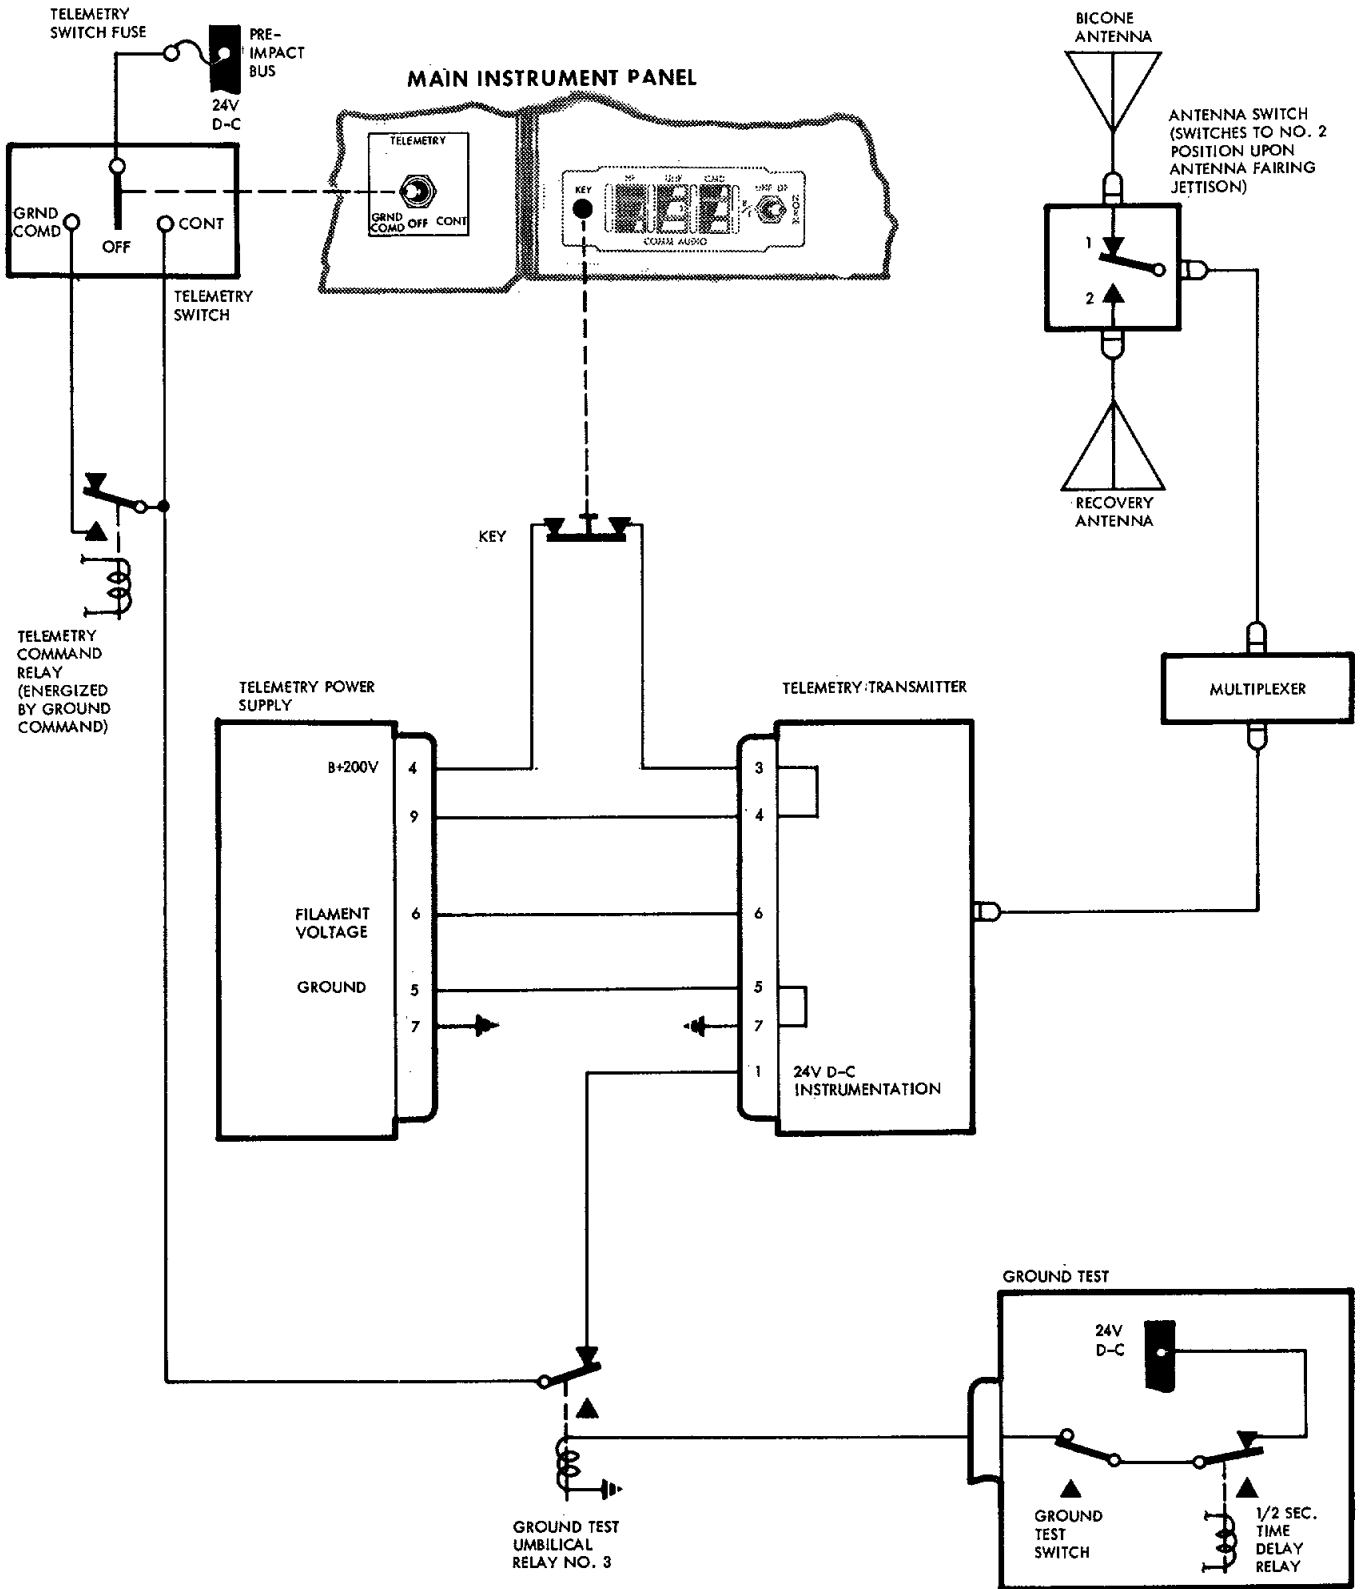 TELEMETRY
SWITCH FUSE
PRE-
IMPACT
BUS
24V
D-C
MAIN INSTRUMENT PANEL
TELEMETRY
GRND
COMD
OFF
CONT
KEY
UHF
CMD
UHF DF
COMM AUDIO
BICONE
ANTENNA
ANTENNA SWITCH
(SWITCHES TO NO. 2
POSITION UPON
ANTENNA FAIRING
JETTISON)
GRND
COMD
OFF
CONT
TELEMETRY
SWITCH
1
2
RECOVERY
ANTENNA
KEY
TELEMETRY
COMMAND
RELAY
(ENERGIZED
BY GROUND
COMMAND)
TELEMETRY POWER
SUPPLY
TELEMETRY TRANSMITTER
MULTIPLEXER
B+200V
4
3
9
4
FILAMENT
VOLTAGE
6
6
GROUND
5
5
7
7
1
24V D-C
INSTRUMENTATION
GROUND TEST
24V
D-C
GROUND TEST
UMBILICAL
RELAY NO. 3
GROUND
TEST
SWITCH
1/2 SEC.
TIME
DELAY
RELAY